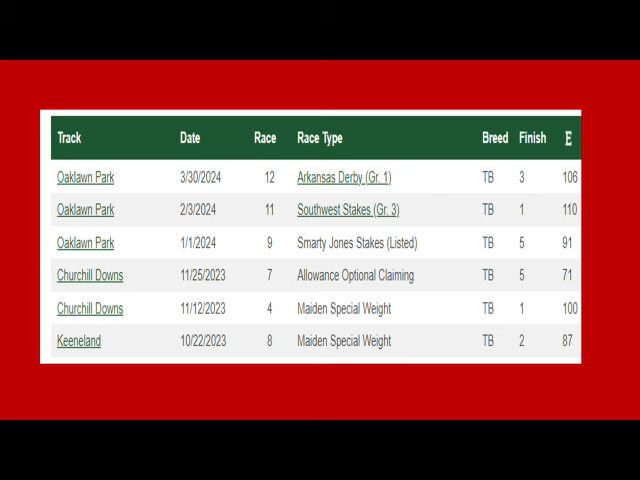 Track Date Race Race Type Breed Finish E
Oaklawn Park 3/30/2024 12 Arkansas Derby (Gr. 1) TB 3 106
Oaklawn Park 2/3/2024 11 Southwest Stakes (Gr. 3) TB 1 110
Oaklawn Park 1/1/2024 9 Smarty Jones Stakes (Listed) TB 5 91
Churchill Downs 11/25/2023 7 Allowance Optional Claiming TB 5 71
Churchill Downs 11/12/2023 4 Maiden Special Weight TB 1 100
Keeneland 10/22/2023 8 Maiden Special Weight TB 2 87